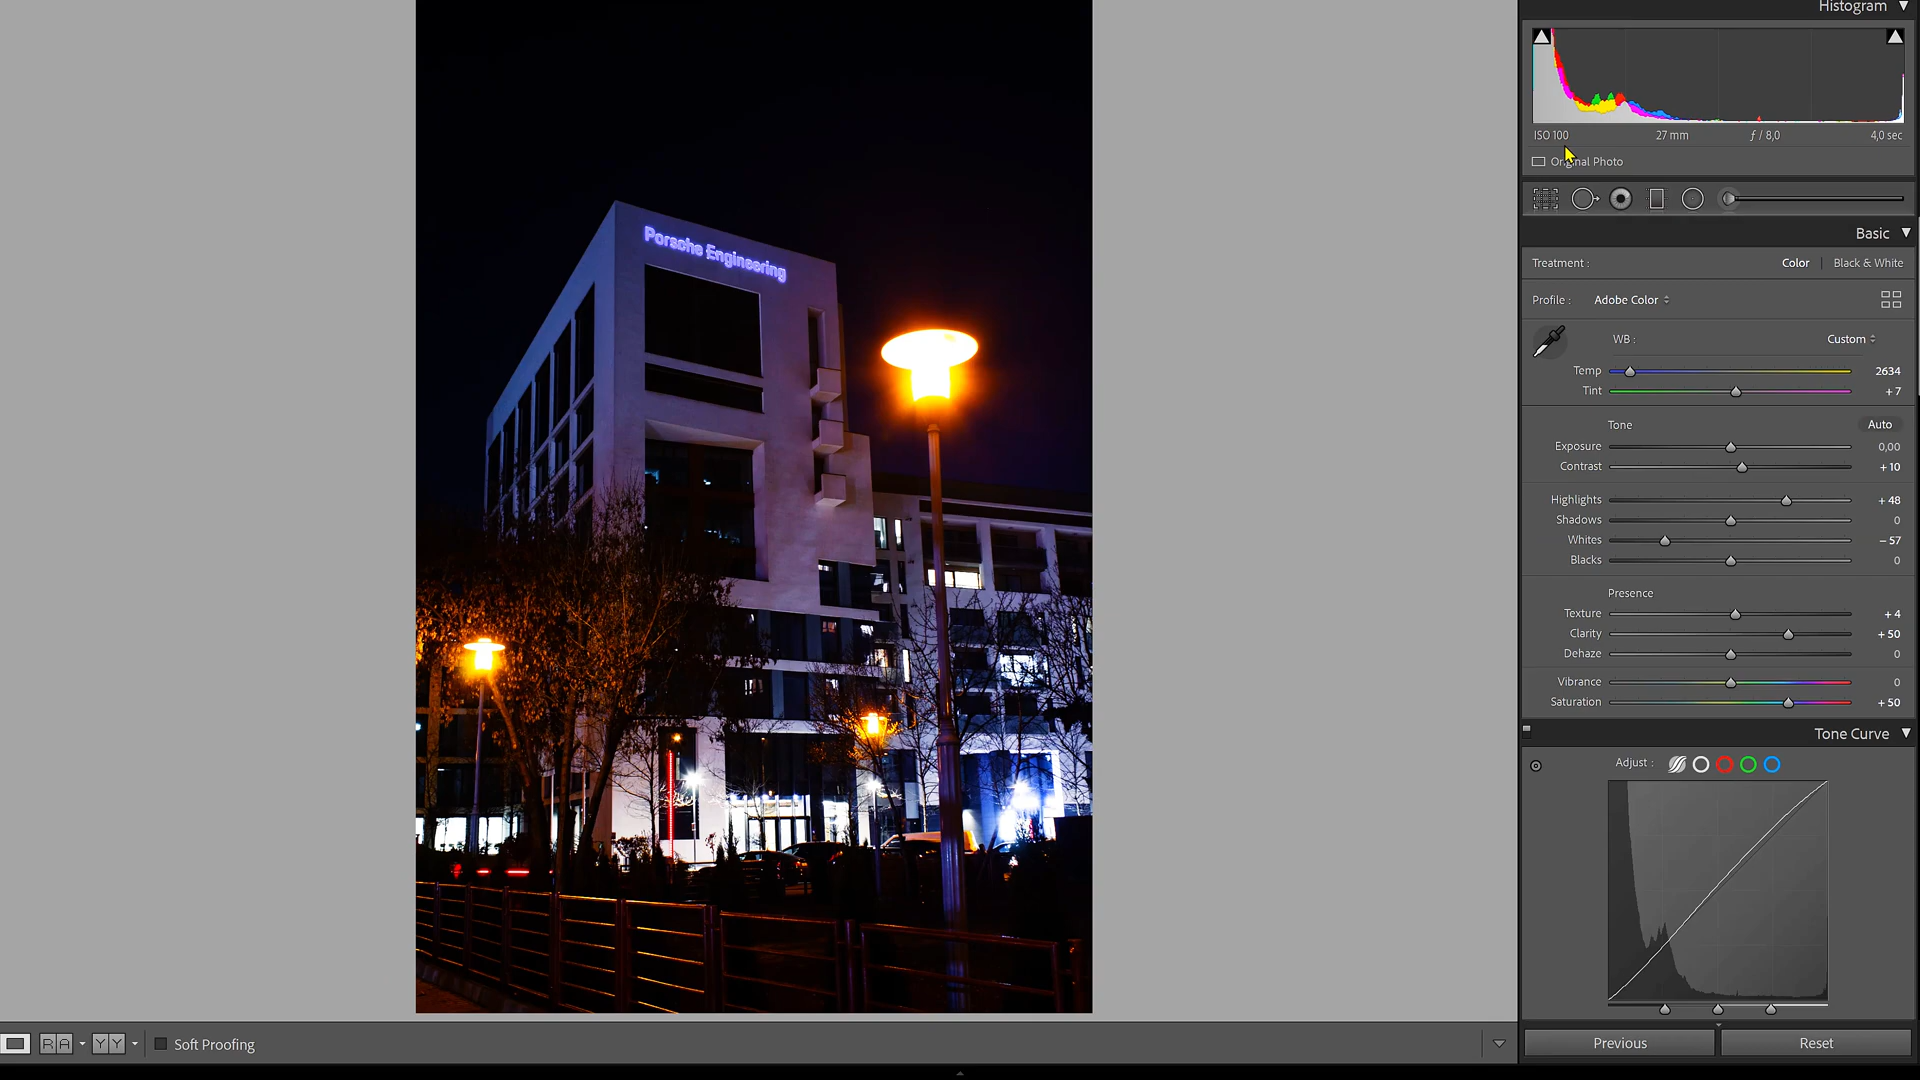 Histogram
ISO 100 27 mm ƒ / 8,0 4,0 sec
Original Photo
Basic
Treatment : Color Black & White
Profile : Adobe Color
WB : Custom
Temp 2634
Tint + 7
Tone Auto
Exposure 0,00
Contrast + 10
Highlights + 48
Shadows 0
Whites − 57
Blacks 0
Presence
Texture + 4
Clarity + 50
Dehaze 0
Vibrance 0
Saturation + 50
Tone Curve
Adjust :
Previous Reset
Porsche Engineering
R A Y Y Soft Proofing